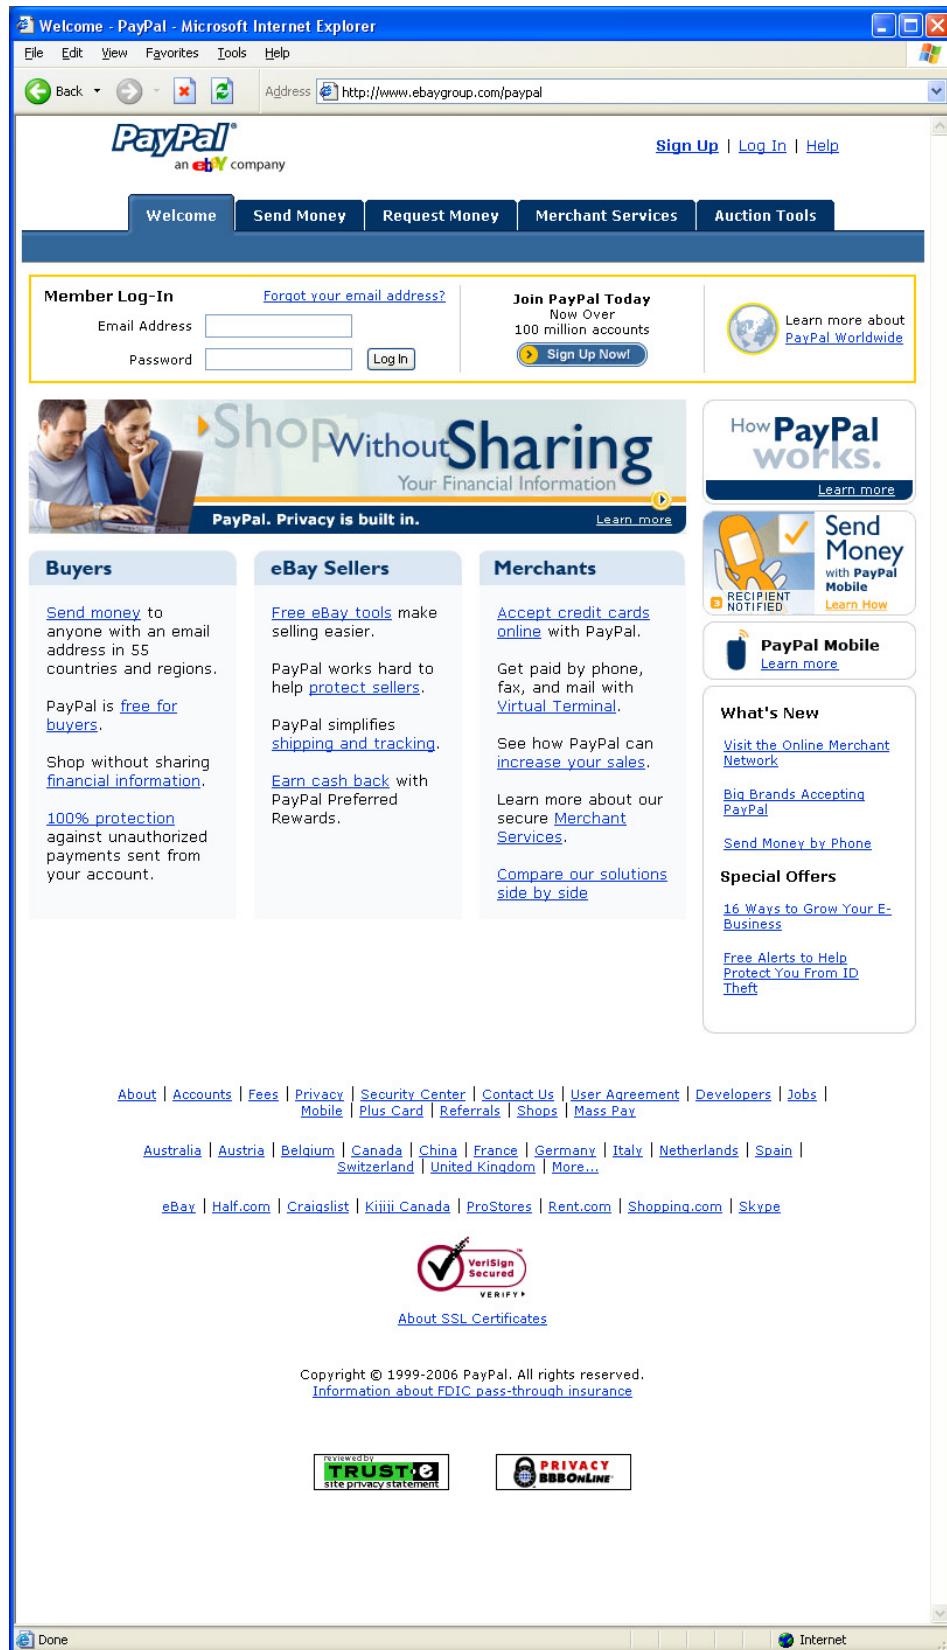 Welcome - PayPal - Microsoft Internet Explorer
File Edit View Favorites Tools Help
Back Address http://www.ebaygroup.com/paypal
PayPal®
an ebY company
Sign Up | Log In | Help
Welcome Send Money Request Money Merchant Services Auction Tools
Member Log-In Forgot your email address?
Email Address
Password Log In
Join PayPal Today
Now Over
100 million accounts
Sign Up Now!
Learn more about
PayPal Worldwide
Shop Without Sharing
Your Financial Information
PayPal. Privacy is built in. Learn more
How PayPal
works.
Learn more
Send
Money
with PayPal
Mobile
Learn How
3 RECIPIENT
NOTIFIED
PayPal Mobile
Learn more
Buyers
Send money to
anyone with an email
address in 55
countries and regions.
PayPal is free for
buyers.
Shop without sharing
financial information.
100% protection
against unauthorized
payments sent from
your account.
eBay Sellers
Free eBay tools make
selling easier.
PayPal works hard to
help protect sellers.
PayPal simplifies
shipping and tracking.
Earn cash back with
PayPal Preferred
Rewards.
Merchants
Accept credit cards
online with PayPal.
Get paid by phone,
fax, and mail with
Virtual Terminal.
See how PayPal can
increase your sales.
Learn more about our
secure Merchant
Services.
Compare our solutions
side by side
What's New
Visit the Online Merchant
Network
Big Brands Accepting
PayPal
Send Money by Phone
Special Offers
16 Ways to Grow Your E-
Business
Free Alerts to Help
Protect You From ID
Theft
About | Accounts | Fees | Privacy | Security Center | Contact Us | User Agreement | Developers | Jobs |
Mobile | Plus Card | Referrals | Shops | Mass Pay
Australia | Austria | Belgium | Canada | China | France | Germany | Italy | Netherlands | Spain |
Switzerland | United Kingdom | More...
eBay | Half.com | Craigslist | Kijiji Canada | ProStores | Rent.com | Shopping.com | Skype
VeriSign™
Secured
VERIFY
About SSL Certificates
Copyright © 1999-2006 PayPal. All rights reserved.
Information about FDIC pass-through insurance
reviewed by
TRUST e
site privacy statement
PRIVACY
BBBOnLine
Done Internet